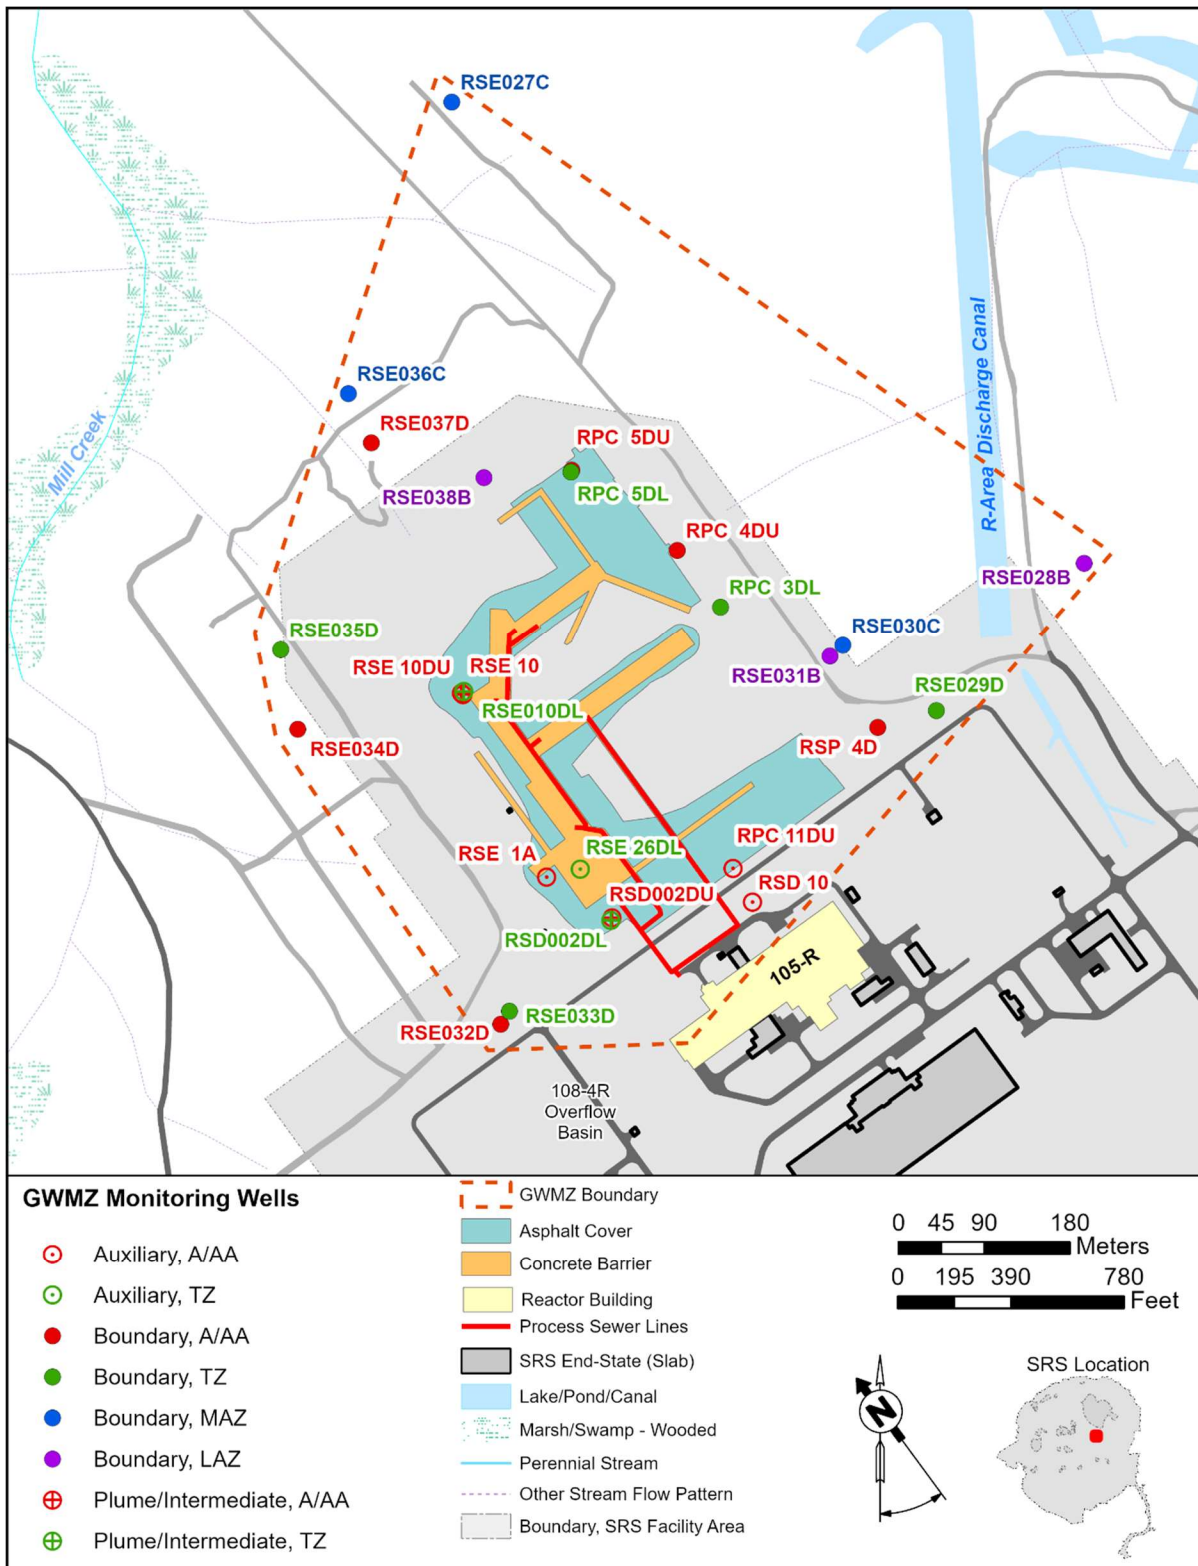 RSE027C
RSE036C
RSE037D
RPC 5DU
RSE038B
RPC 5DL
RPC 4DU
Mill Creek
R-Area Discharge Canal
RSE028B
RPC 3DL
RSE035D
RSE030C
RSE 10DU
RSE 10
RSE031B
RSE010DL
RSE029D
RSE034D
RSP 4D
RSE 1A
RSE 26DL
RPC 11DU
RSD002DU
RSD 10
RSD002DL
105-R
RSE033D
RSE032D
108-4R
Overflow
Basin
GWMZ Monitoring Wells
Auxiliary, A/AA
Auxiliary, TZ
Boundary, A/AA
Boundary, TZ
Boundary, MAZ
Boundary, LAZ
Plume/Intermediate, A/AA
Plume/Intermediate, TZ
GWMZ Boundary
Asphalt Cover
Concrete Barrier
Reactor Building
Process Sewer Lines
SRS End-State (Slab)
Lake/Pond/Canal
Marsh/Swamp - Wooded
Perennial Stream
Other Stream Flow Pattern
Boundary, SRS Facility Area
0 45 90 180
Meters
0 195 390 780
Feet
N
SRS Location